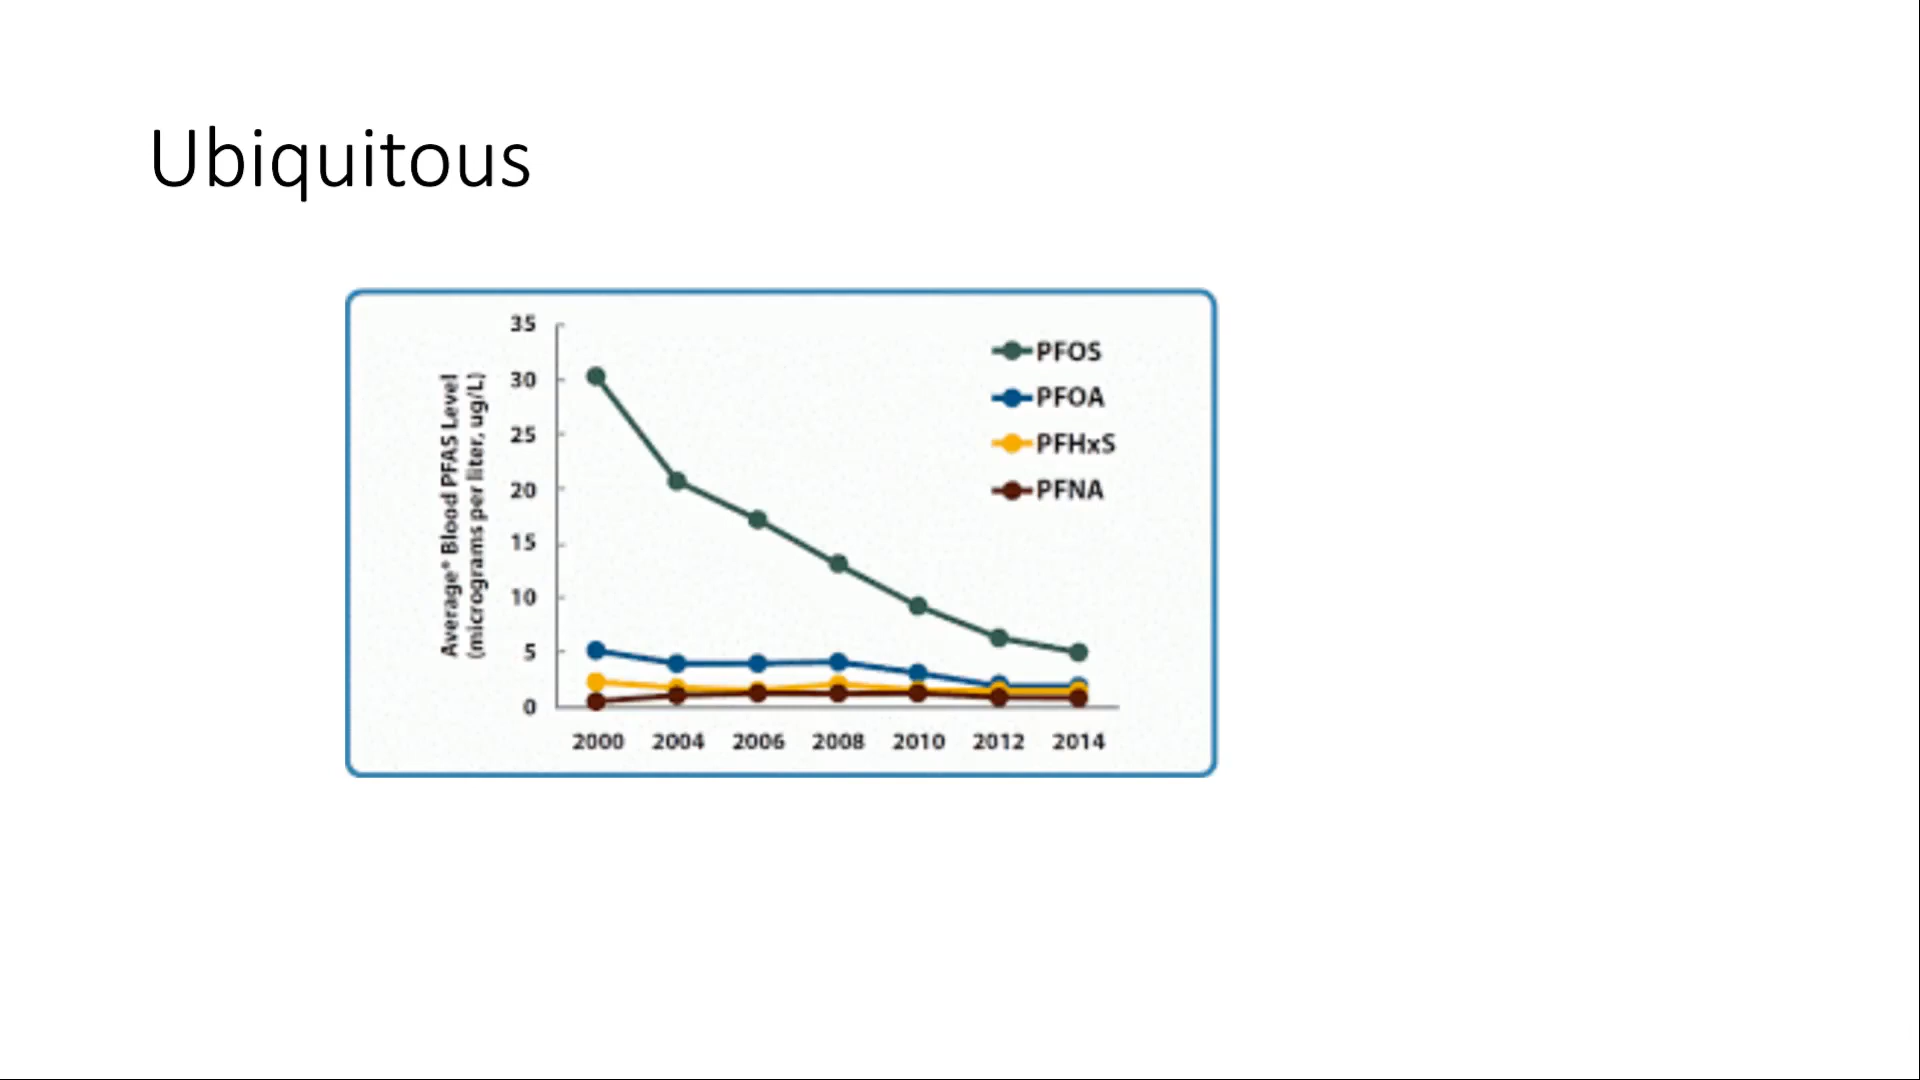 Ubiquitous
35
30
25
20
15
10
5
0
Average* Blood PFAS Level
(micrograms per liter, ug/L)
PFOS
PFOA
PFHxS
PFNA
2000 2004 2006 2008 2010 2012 2014